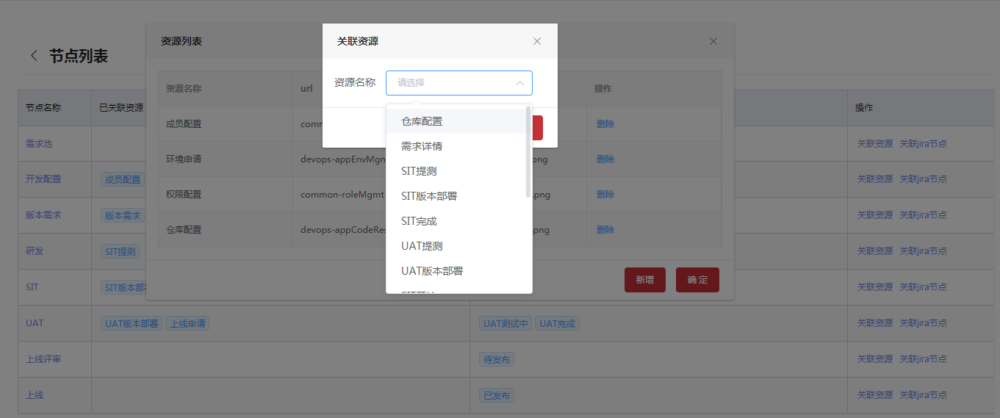 节点列表
资源列表
关联资源
资源名称 请选择
仓库配置
需求详情
SIT提测
SIT版本部署
SIT完成
UAT提测
UAT版本部署
资源名称 url 操作
成员配置 删除
环境申请 devops-appEnvMgn png 删除
权限配置 common-roleMgmt .png 删除
仓库配置 devops-appCodeRes png 删除
新增 确 定
节点名称 已关联资源 操作
需求池 关联资源 关联jira节点
开发配置 成员配置 关联资源 关联jira节点
版本需求 版本需求 关联资源 关联jira节点
研发 SIT提测 关联资源 关联jira节点
SIT SIT版本部署 关联资源 关联jira节点
UAT UAT版本部署 上线申请 UAT测试中 UAT完成 关联资源 关联jira节点
上线评审 待发布 关联资源 关联jira节点
上线 已发布 关联资源 关联jira节点